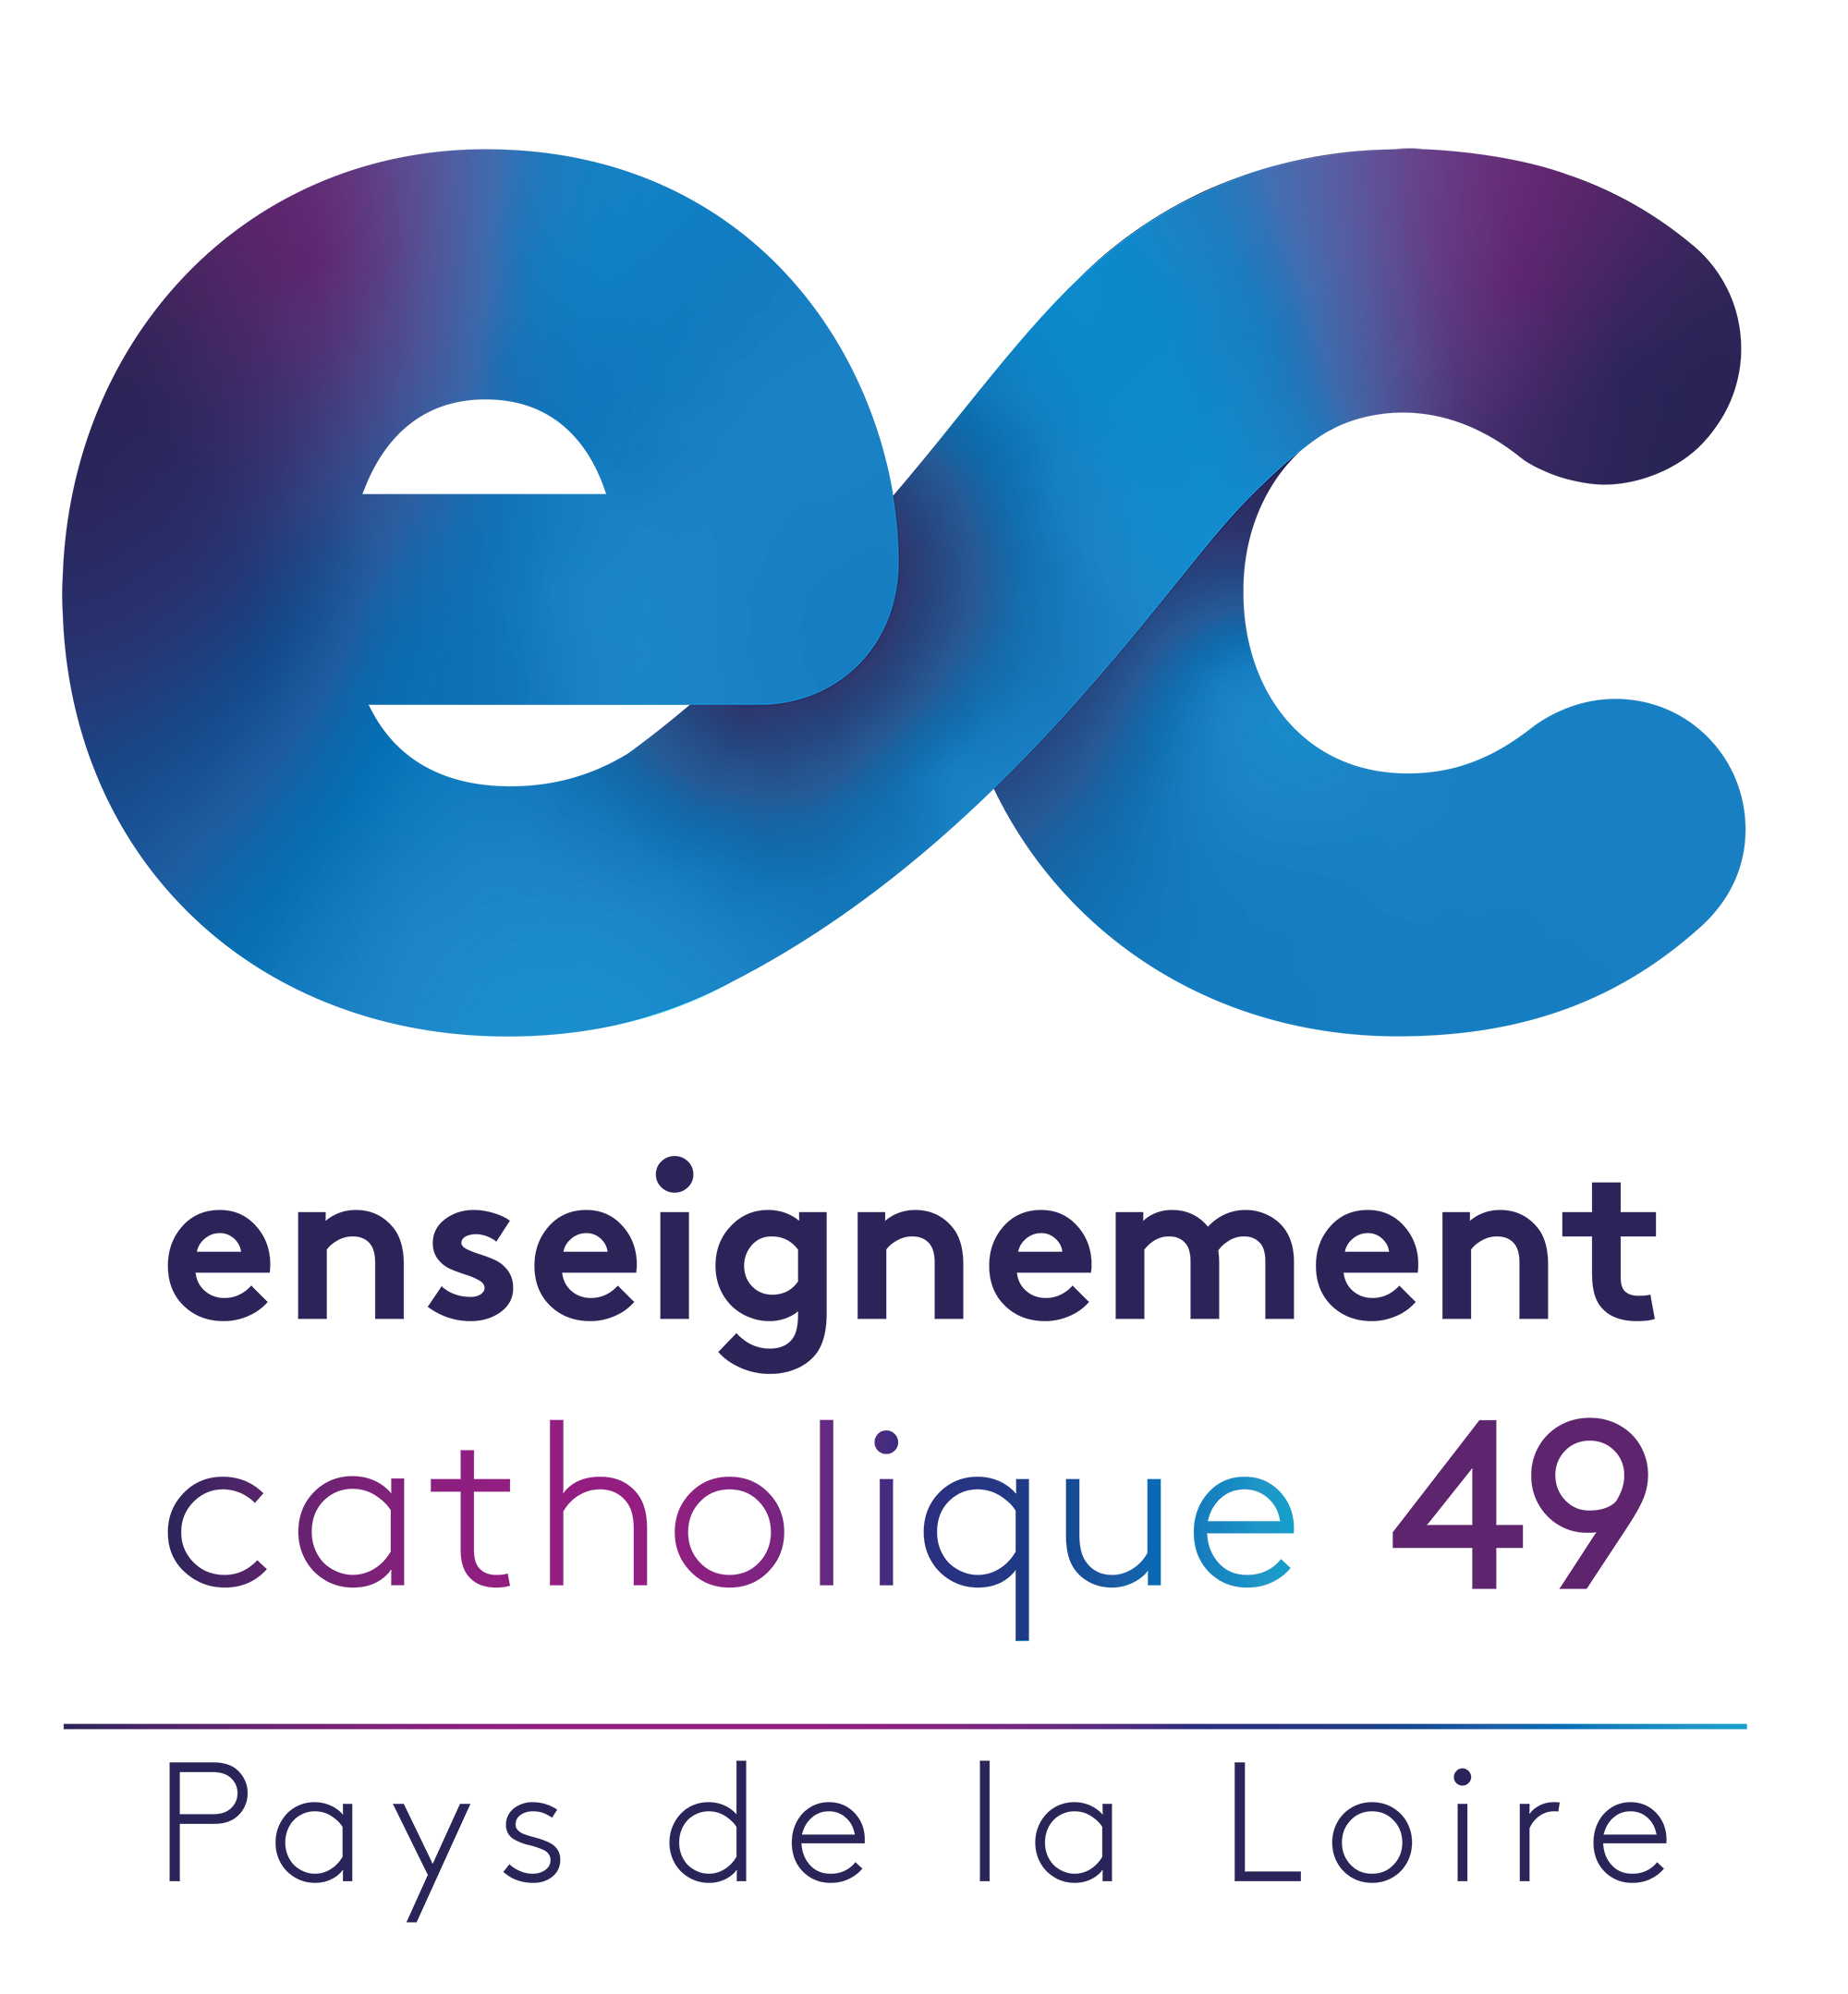 ec
enseignement
catholique 49
Pays de la Loire